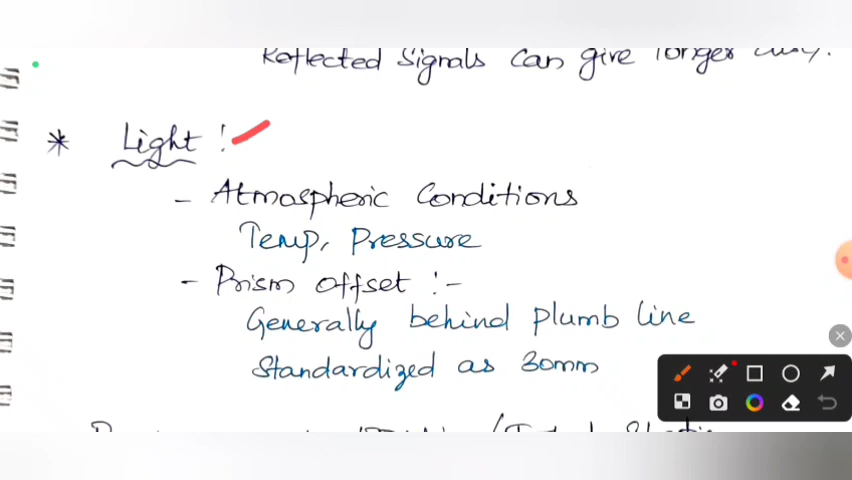 Reflected Signals can give longer
* Light :
- Atmospheric Conditions
Temp, Pressure
- Prism offset :-
Generally behind plumb line
Standardized as 30mm